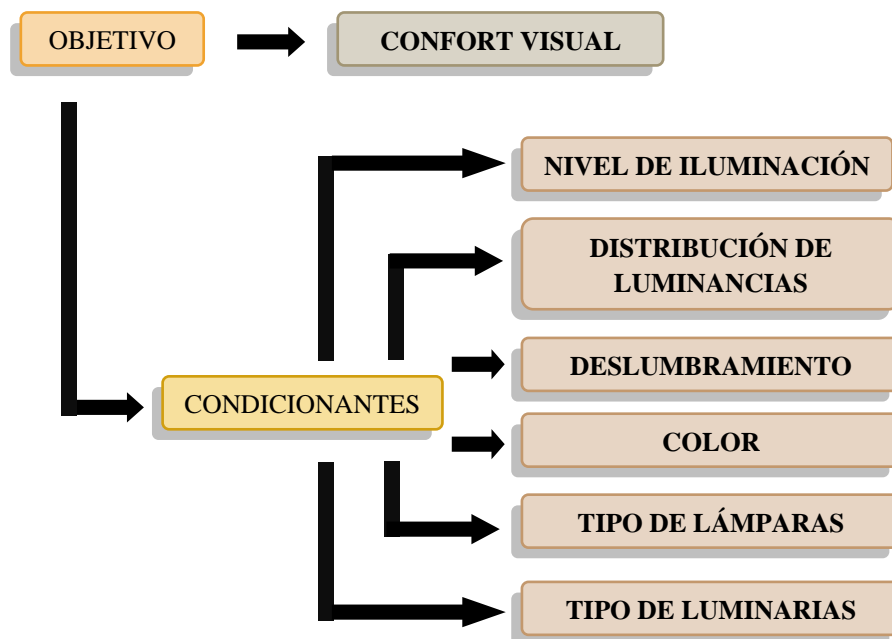 OBJETIVO
CONFORT VISUAL
NIVEL DE ILUMINACIÓN
DISTRIBUCIÓN DE
LUMINANCIAS
DESLUMBRAMIENTO
CONDICIONANTES
COLOR
TIPO DE LÁMPARAS
TIPO DE LUMINARIAS